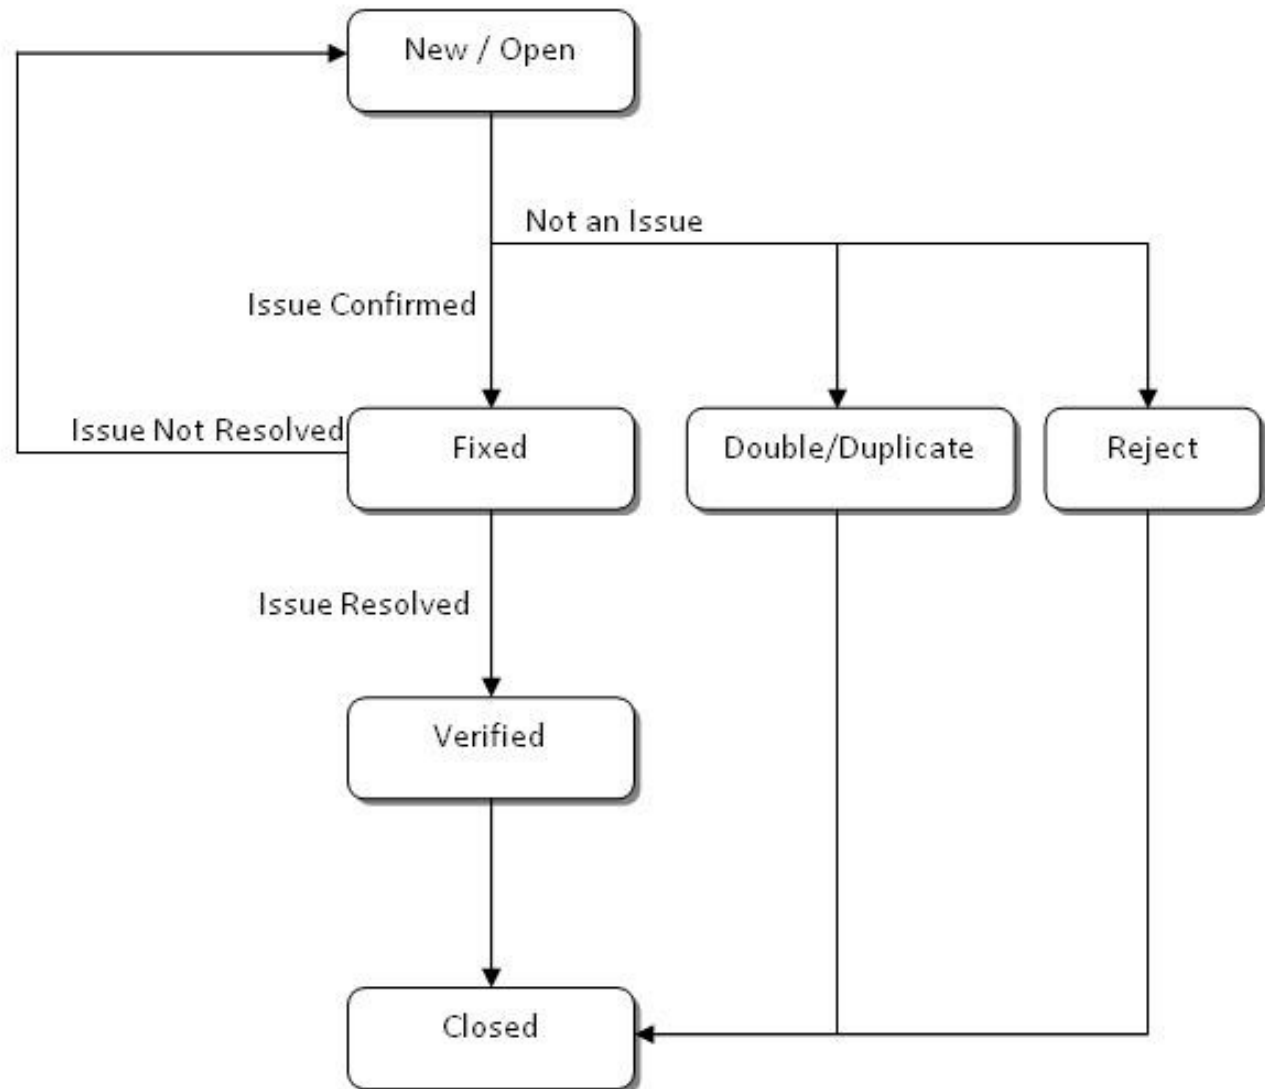 New / Open
Not an Issue
Issue Confirmed
Issue Not Resolved
Fixed
Double/Duplicate
Reject
Issue Resolved
Verified
Closed